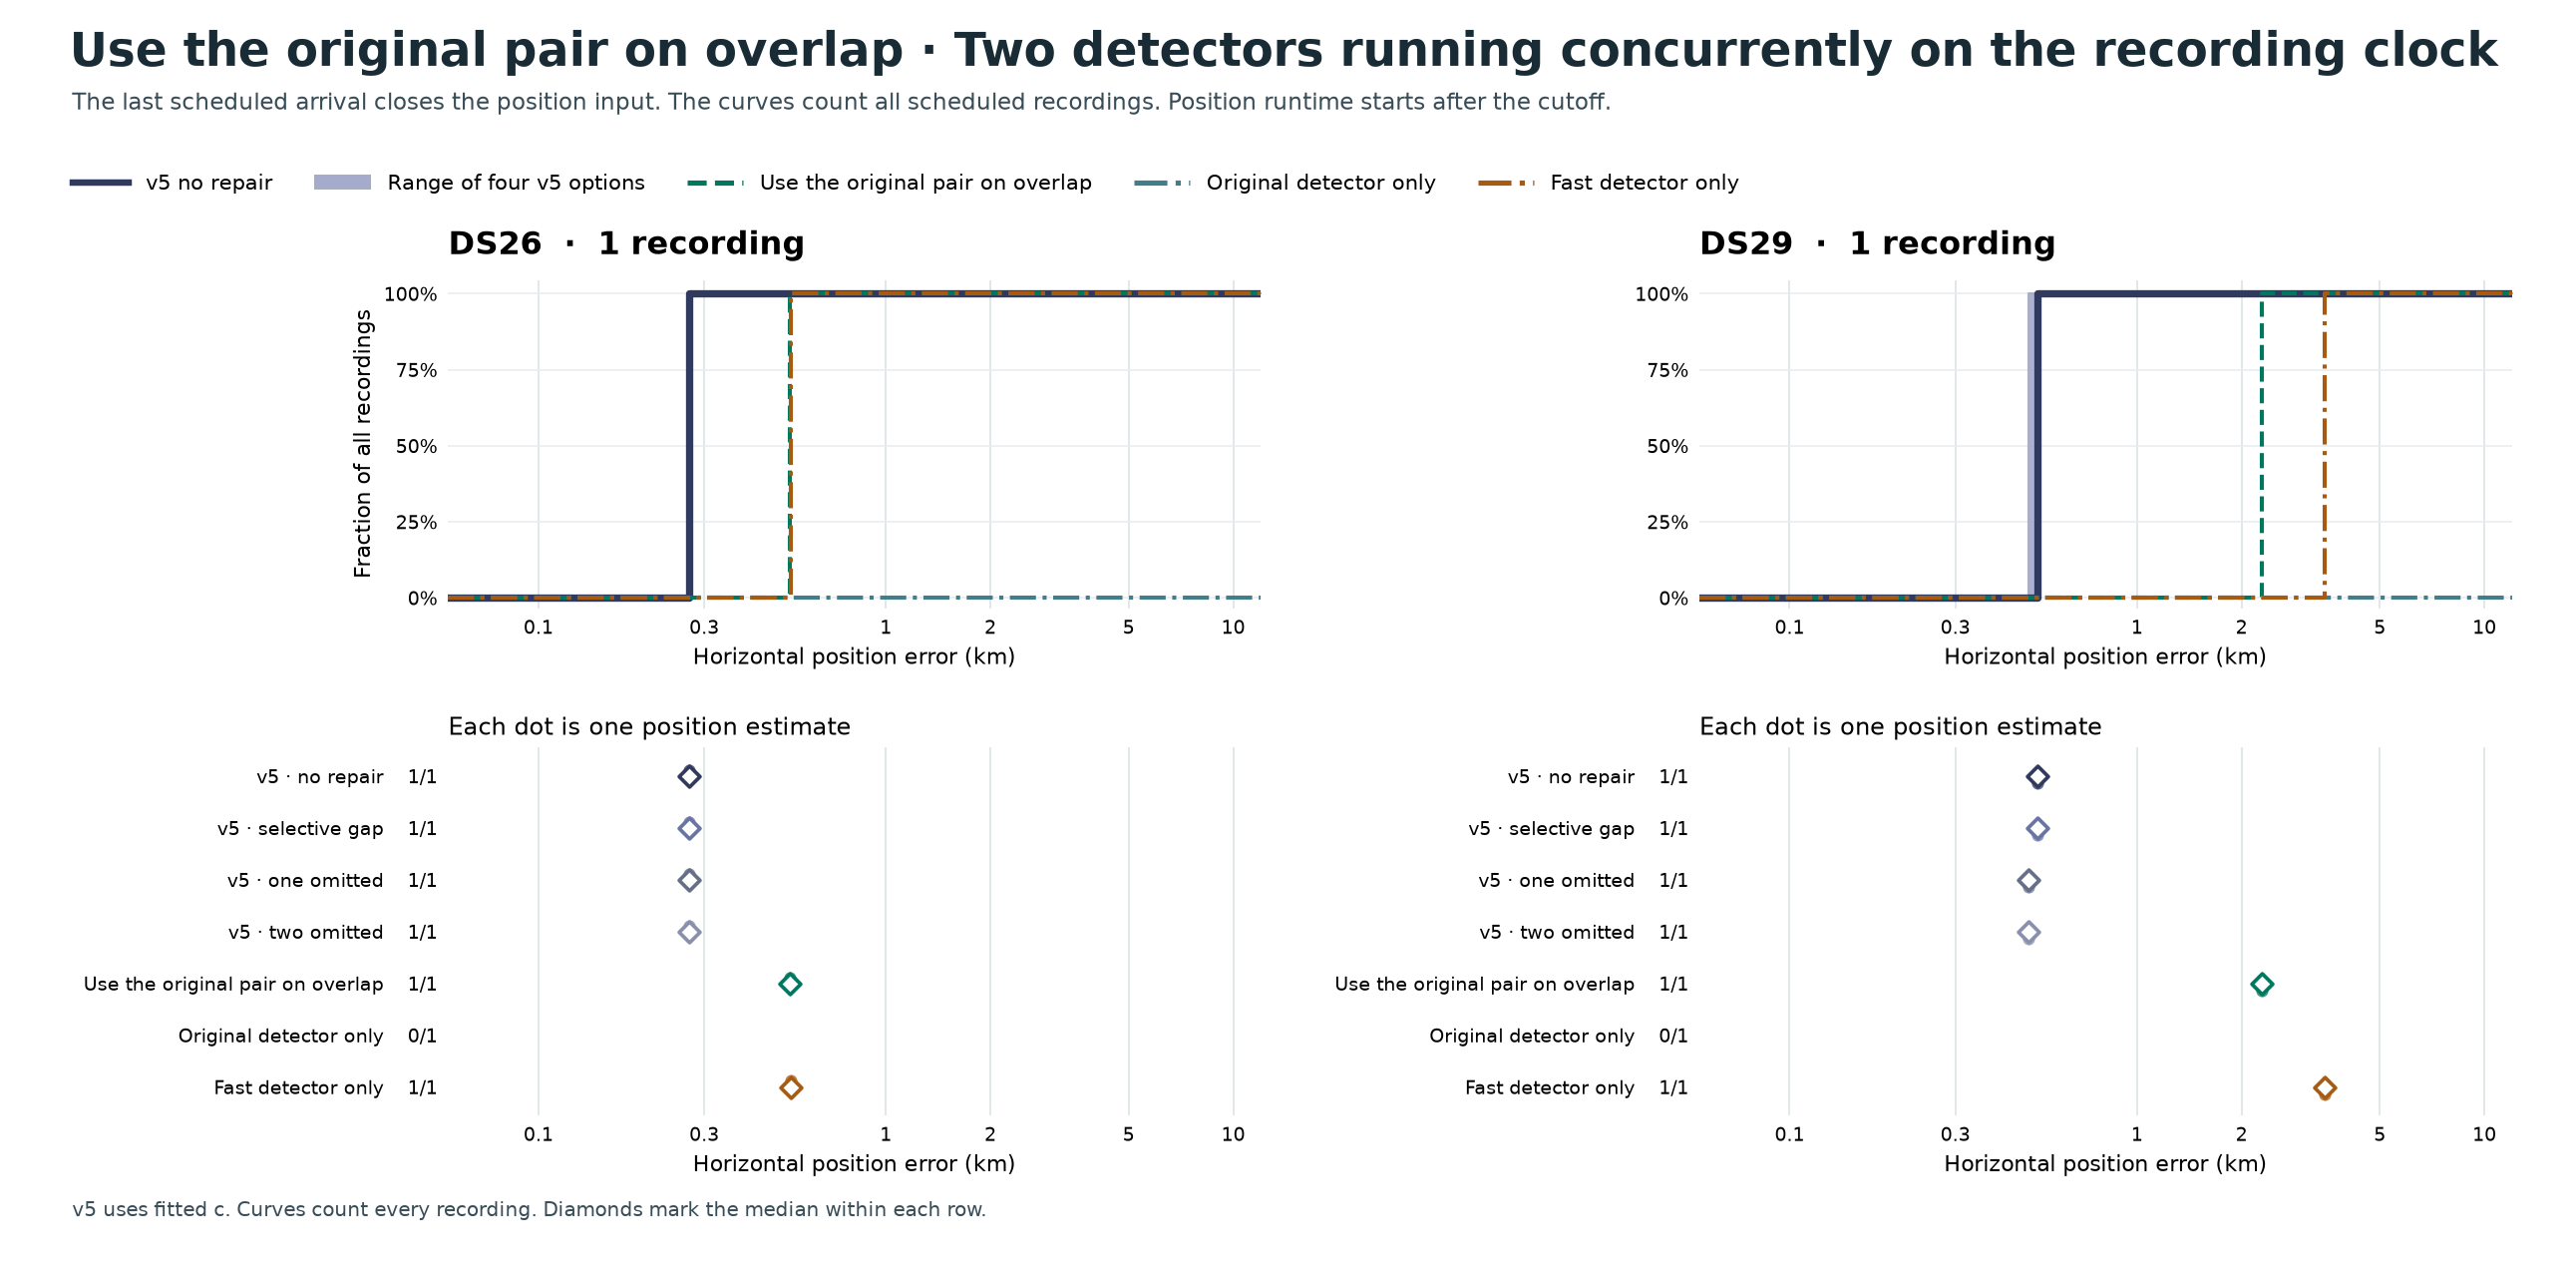 Use the original pair on overlap · Two detectors running concurrently on the recording clock
The last scheduled arrival closes the position input. The curves count all scheduled recordings. Position runtime starts after the cutoff.
v5 no repair
Range of four v5 options
Use the original pair on overlap
Original detector only
Fast detector only
DS26 · 1 recording
Fraction of all recordings
100%
75%
50%
25%
0%
0.1 0.3 1 2 5 10
Horizontal position error (km)
DS29 · 1 recording
100%
75%
50%
25%
0%
0.1 0.3 1 2 5 10
Horizontal position error (km)
Each dot is one position estimate
v5 · no repair 1/1
v5 · selective gap 1/1
v5 · one omitted 1/1
v5 · two omitted 1/1
Use the original pair on overlap 1/1
Original detector only 0/1
Fast detector only 1/1
0.1 0.3 1 2 5 10
Horizontal position error (km)
Each dot is one position estimate
v5 · no repair 1/1
v5 · selective gap 1/1
v5 · one omitted 1/1
v5 · two omitted 1/1
Use the original pair on overlap 1/1
Original detector only 0/1
Fast detector only 1/1
0.1 0.3 1 2 5 10
Horizontal position error (km)
v5 uses fitted c. Curves count every recording. Diamonds mark the median within each row.